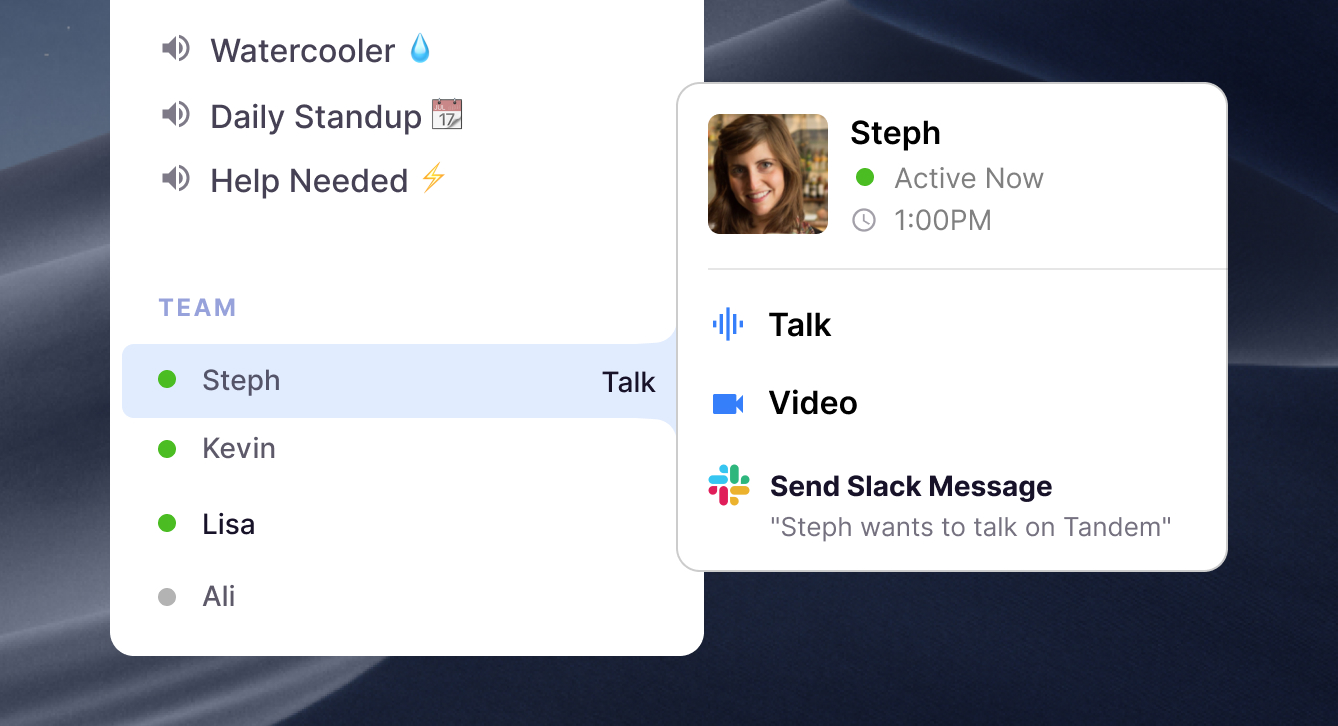 Watercooler 💧
Daily Standup 📆
Help Needed ⚡
TEAM
Steph Talk
Kevin
Lisa
Ali
Steph
Active Now
1:00PM
Talk
Video
Send Slack Message
"Steph wants to talk on Tandem"